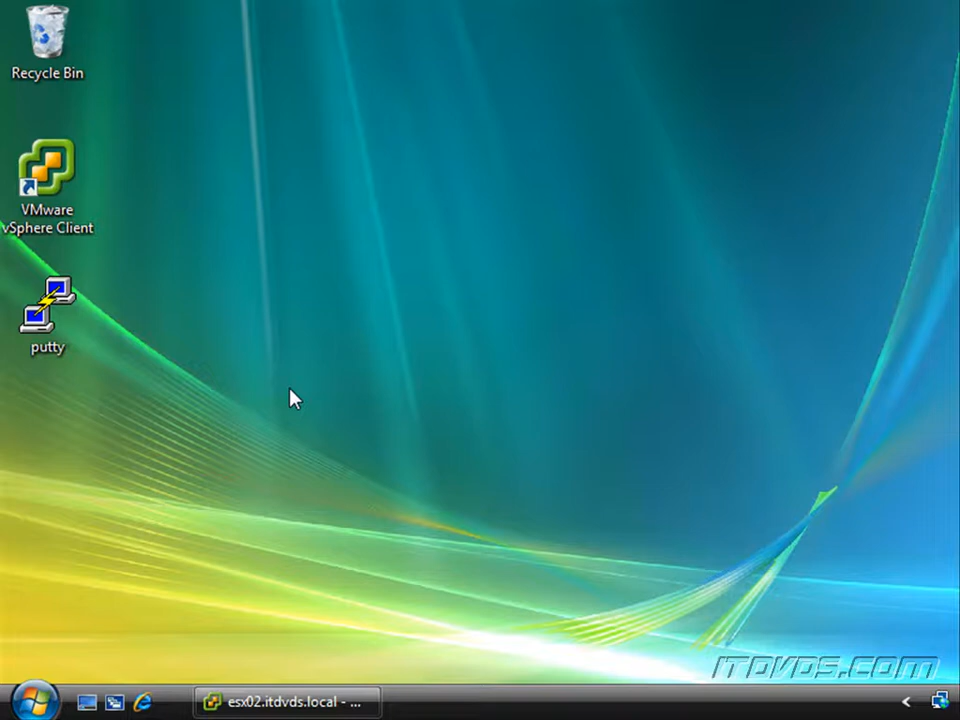 Recycle Bin
VMware
vSphere Client
putty
ITDVDS.COM
esx02.itdvds.local - ...